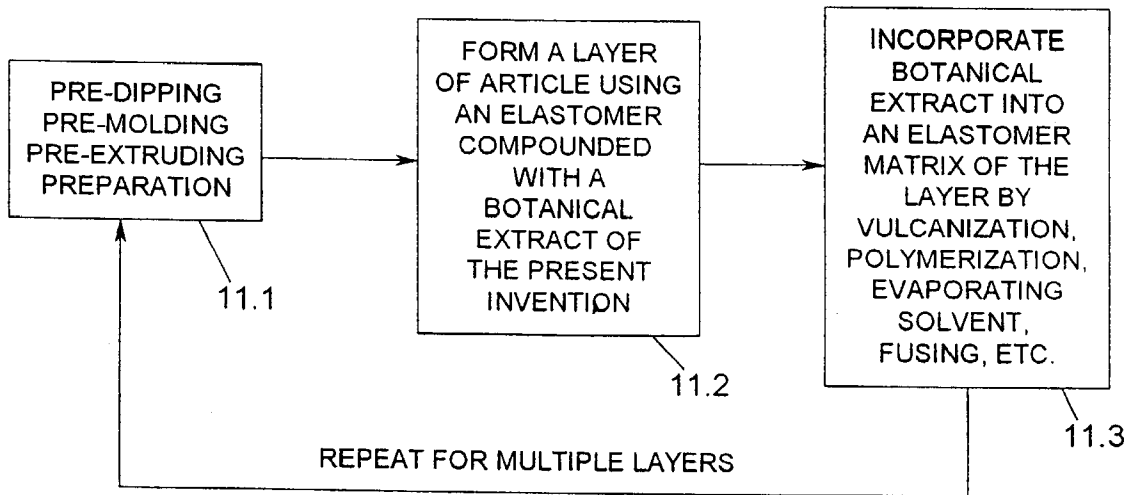 PRE-DIPPING
PRE-MOLDING
PRE-EXTRUDING
PREPARATION
11.1
FORM A LAYER
OF ARTICLE USING
AN ELASTOMER
COMPOUNDED
WITH A
BOTANICAL
EXTRACT OF
THE PRESENT
INVENTION
11.2
INCORPORATE
BOTANICAL
EXTRACT INTO
AN ELASTOMER
MATRIX OF THE
LAYER BY
VULCANIZATION,
POLYMERIZATION,
EVAPORATING
SOLVENT,
FUSING, ETC.
11.3
REPEAT FOR MULTIPLE LAYERS